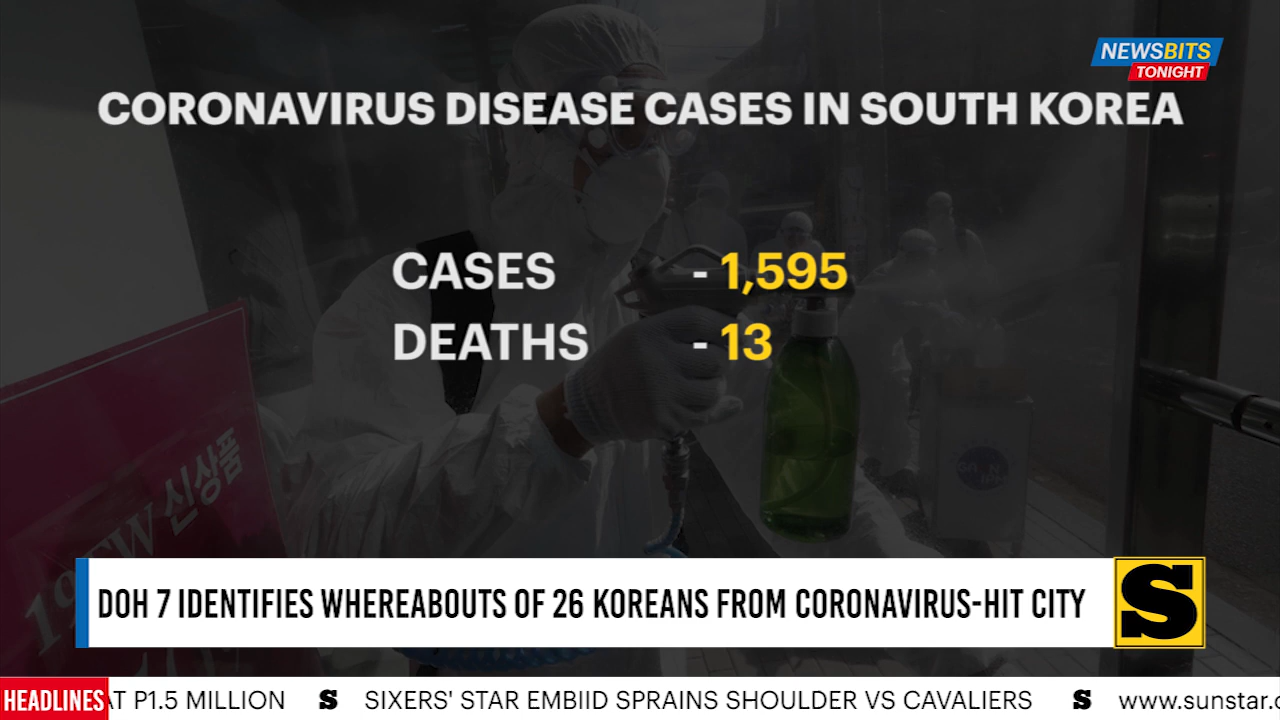 NEWSBITS
TONIGHT
CORONAVIRUS DISEASE CASES IN SOUTH KOREA
CASES - 1,595
DEATHS - 13
신상품
DOH 7 IDENTIFIES WHEREABOUTS OF 26 KOREANS FROM CORONAVIRUS-HIT CITY
S
HEADLINES AT P1.5 MILLION S SIXERS' STAR EMBIID SPRAINS SHOULDER VS CAVALIERS S www.sunstar.c